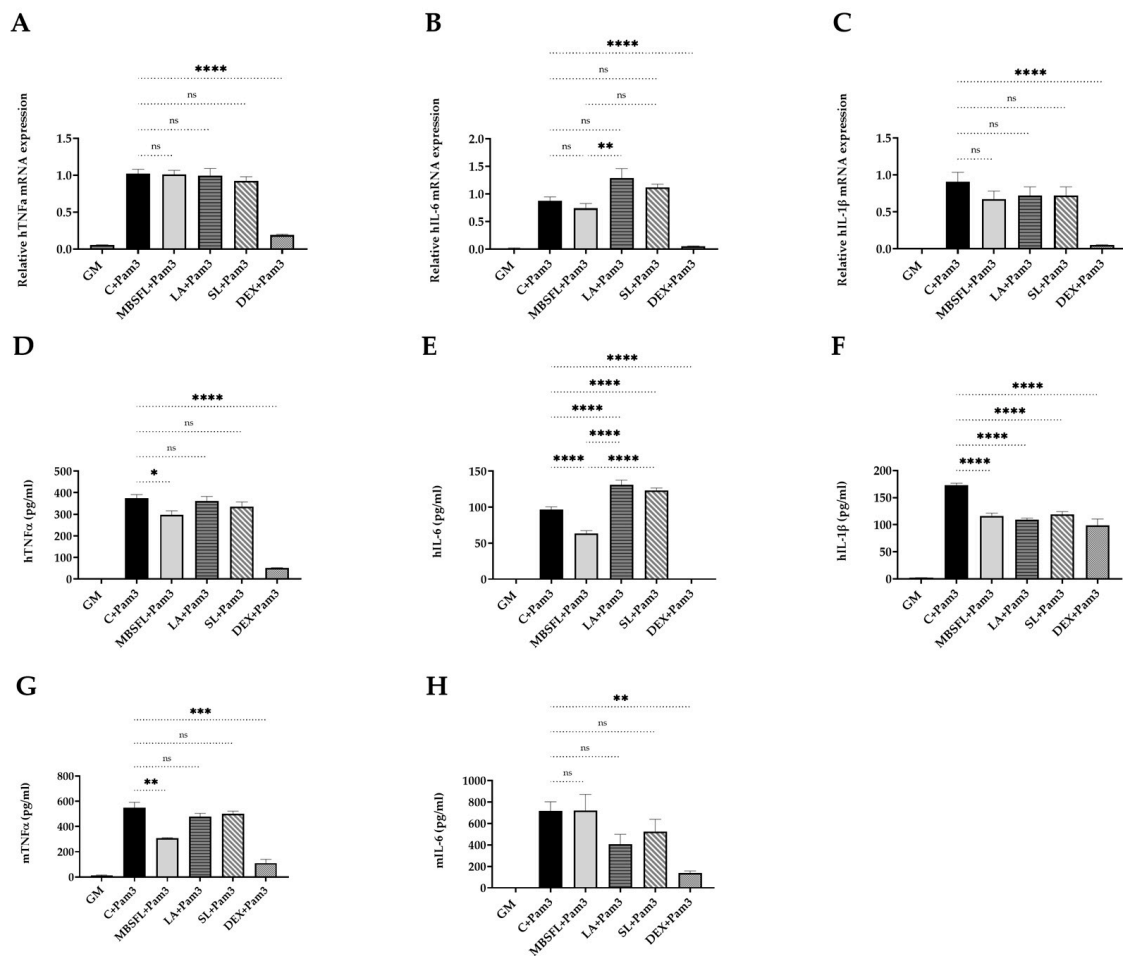 A
****
ns
ns
ns
Relative hTNFa mRNA expression
1.5
1.0
0.5
0.0
GM
C+Pam3
MBSFL+Pam3
LA+Pam3
SL+Pam3
DEX+Pam3
B
****
ns
ns
ns
ns
**
Relative hIL-6 mRNA expression
2.0
1.5
1.0
0.5
0.0
GM
C+Pam3
MBSFL+Pam3
LA+Pam3
SL+Pam3
DEX+Pam3
C
****
ns
ns
ns
Relative hIL-1β mRNA expression
1.5
1.0
0.5
0.0
GM
C+Pam3
MBSFL+Pam3
LA+Pam3
SL+Pam3
DEX+Pam3
D
****
ns
ns
*
hTNFα (pg/ml)
500
400
300
200
100
0
GM
C+Pam3
MBSFL+Pam3
LA+Pam3
SL+Pam3
DEX+Pam3
E
****
****
****
****
****
****
hIL-6 (pg/ml)
150
100
50
0
GM
C+Pam3
MBSFL+Pam3
LA+Pam3
SL+Pam3
DEX+Pam3
F
****
****
****
****
hIL-1β (pg/ml)
200
150
100
50
0
GM
C+Pam3
MBSFL+Pam3
LA+Pam3
SL+Pam3
DEX+Pam3
G
***
ns
ns
**
mTNFα (pg/ml)
800
600
400
200
0
GM
C+Pam3
MBSFL+Pam3
LA+Pam3
SL+Pam3
DEX+Pam3
H
**
ns
ns
ns
mIL-6 (pg/ml)
1000
800
600
400
200
0
GM
C+Pam3
MBSFL+Pam3
LA+Pam3
SL+Pam3
DEX+Pam3